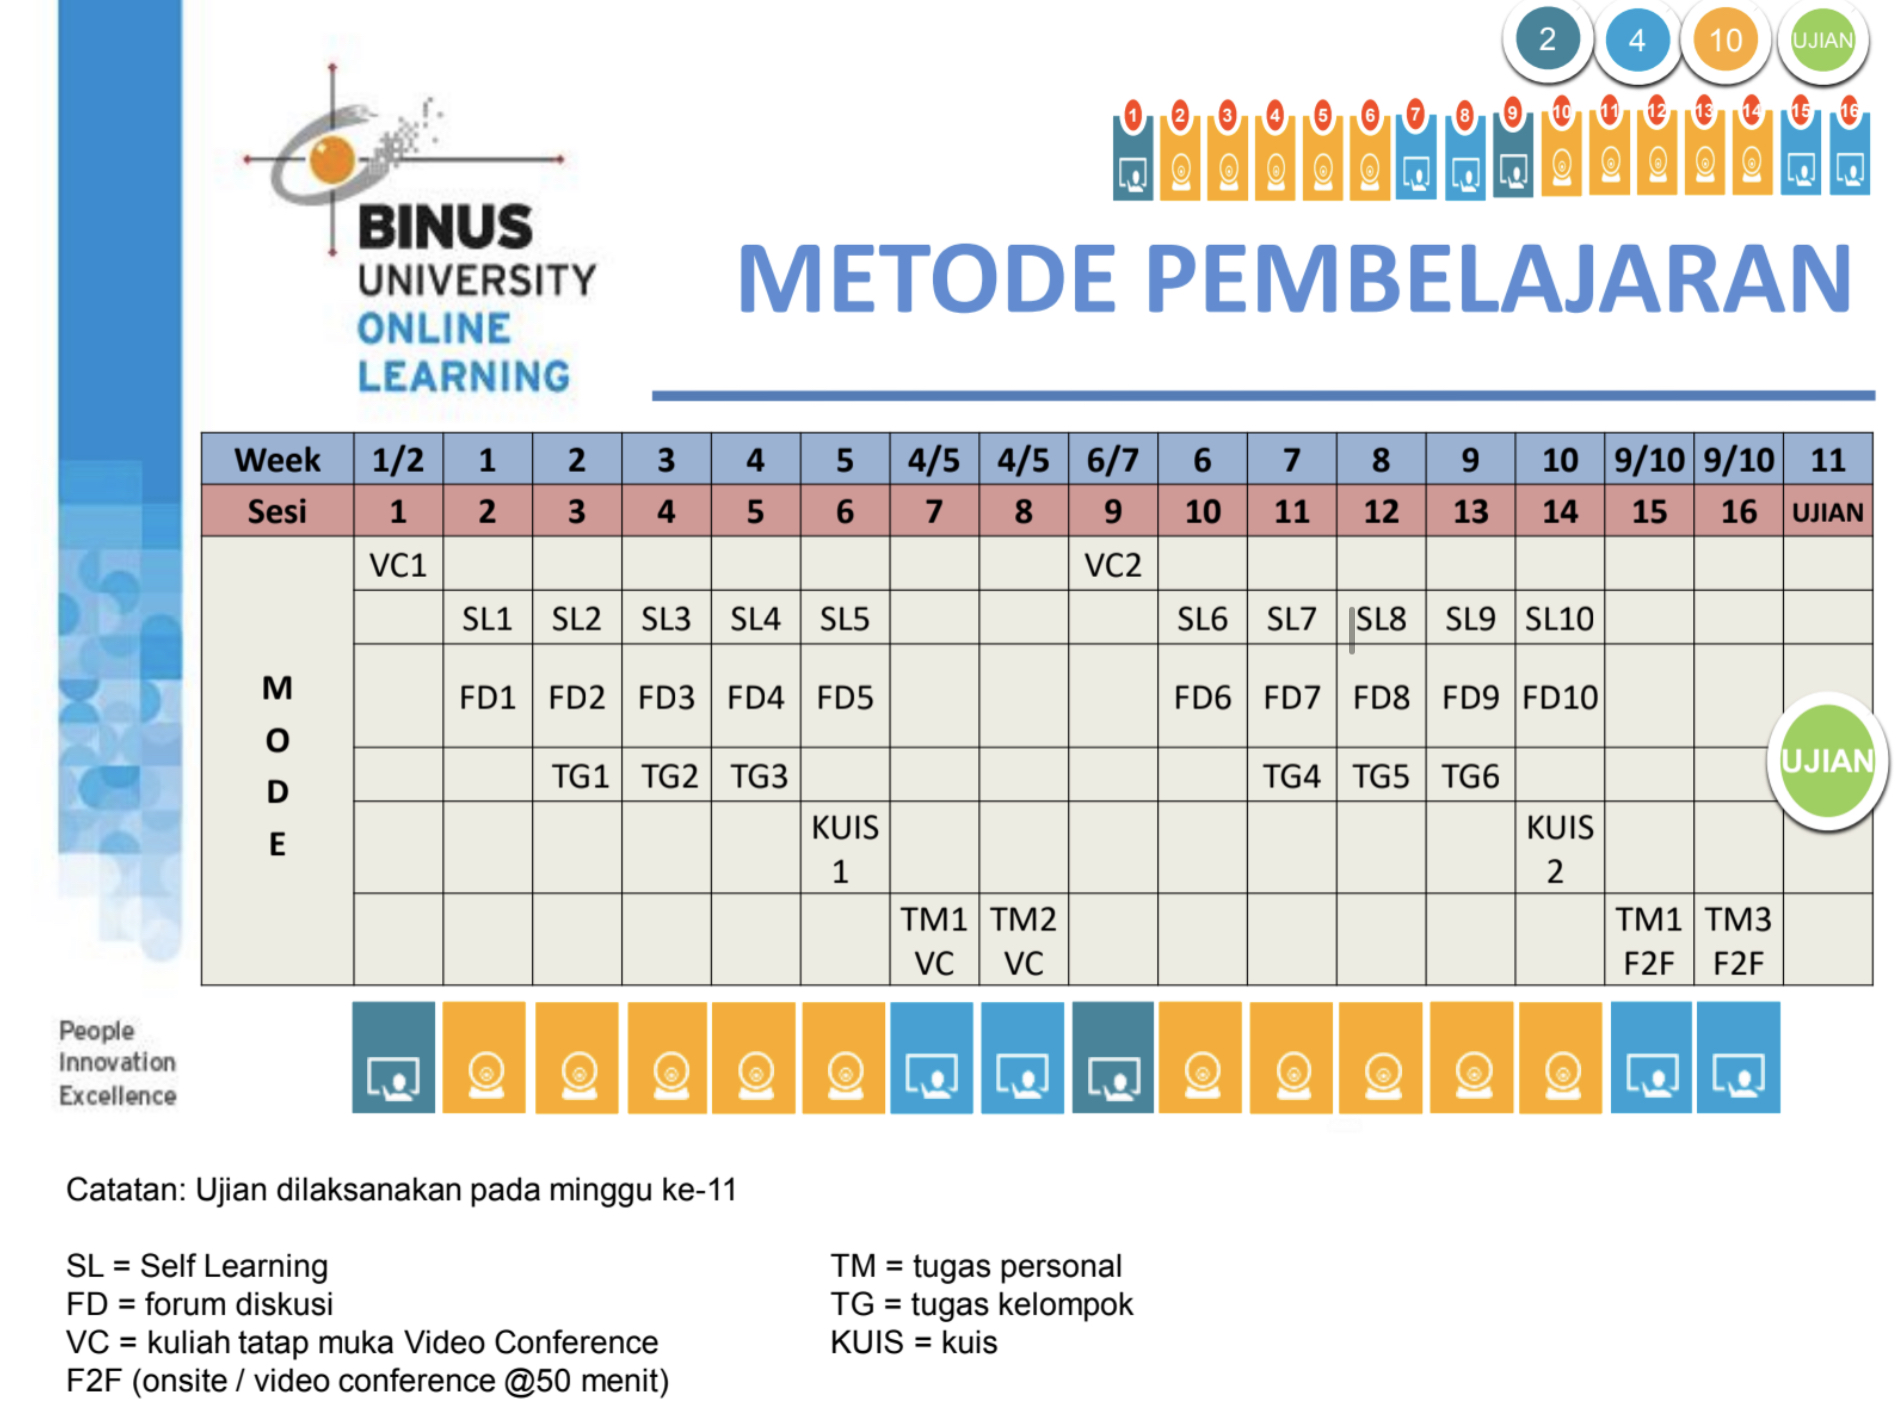 2 4 10 UJIAN
1 2 3 4 5 6 7 8 9 10 11 12 13 14 15 16
BINUS
UNIVERSITY
ONLINE
LEARNING
METODE PEMBELAJARAN
Week 1/2 1 2 3 4 5 4/5 4/5 6/7 6 7 8 9 10 9/10 9/10 11
Sesi 1 2 3 4 5 6 7 8 9 10 11 12 13 14 15 16 UJIAN
M
O
D
E
VC1 VC2
SL1 SL2 SL3 SL4 SL5 SL6 SL7 SL8 SL9 SL10
FD1 FD2 FD3 FD4 FD5 FD6 FD7 FD8 FD9 FD10
TG1 TG2 TG3 TG4 TG5 TG6
UJIAN
KUIS KUIS
1 2
TM1 TM2 TM1 TM3
VC VC F2F F2F
People
Innovation
Excellence
Catatan: Ujian dilaksanakan pada minggu ke-11
SL = Self Learning
FD = forum diskusi
VC = kuliah tatap muka Video Conference
F2F (onsite / video conference @50 menit)
TM = tugas personal
TG = tugas kelompok
KUIS = kuis